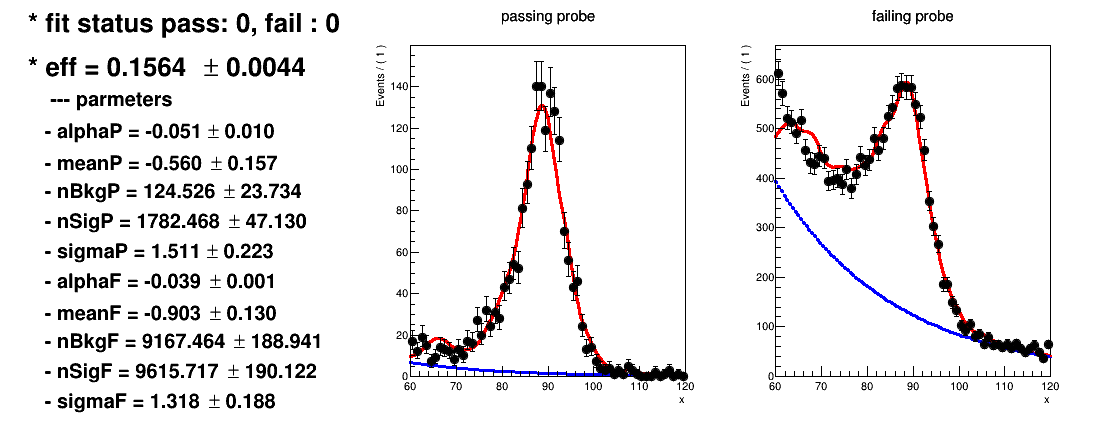 * fit status pass: 0, fail : 0
* eff = 0.1564 ± 0.0044
--- parmeters
- alphaP = -0.051 ± 0.010
- meanP = -0.560 ± 0.157
- nBkgP = 124.526 ± 23.734
- nSigP = 1782.468 ± 47.130
- sigmaP = 1.511 ± 0.223
- alphaF = -0.039 ± 0.001
- meanF = -0.903 ± 0.130
- nBkgF = 9167.464 ± 188.941
- nSigF = 9615.717 ± 190.122
- sigmaF = 1.318 ± 0.188
passing probe
Events / ( 1 )
140
120
100
80
60
40
20
0
60 70 80 90 100 110 120
x
failing probe
Events / ( 1 )
600
500
400
300
200
100
0
60 70 80 90 100 110 120
x